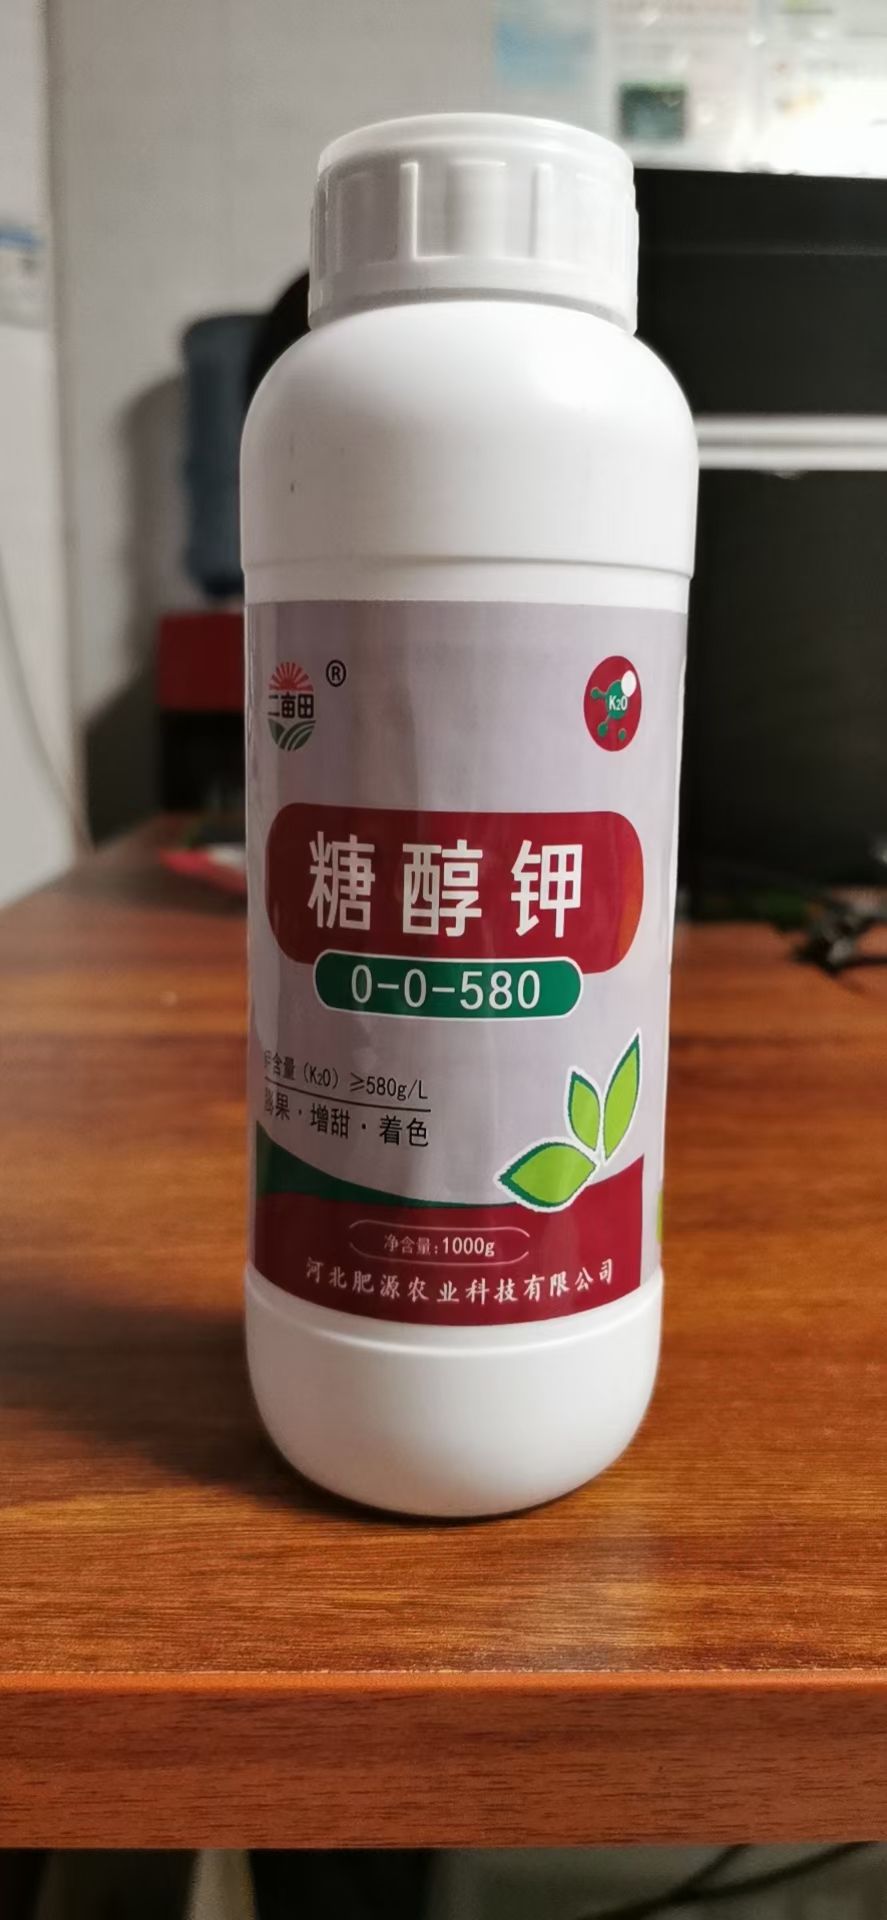 二亩田 ®
K₂O
糖醇钾
0-0-580
含量（K₂O）≥580g/L
果·增甜·着色
净含量：1000g
河北肥源农业科技有限公司